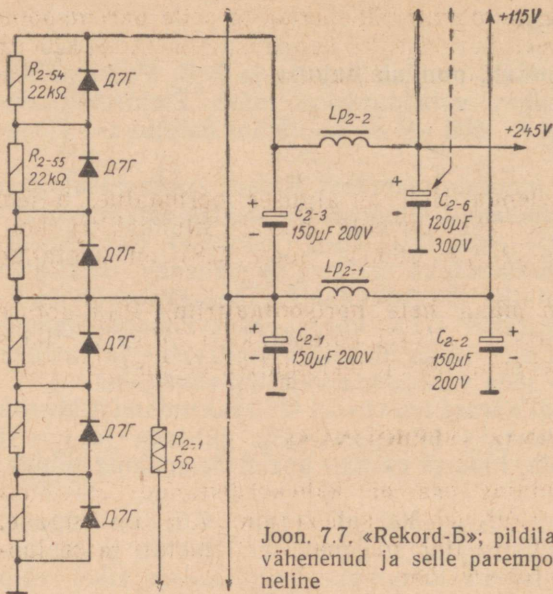 +115V
R2-54
22kΩ
Д7Г
Lp2-2
+245V
R2-55
22kΩ
Д7Г
+
-
C2-6
120μF
300V
+
-
C2-3
150μF 200V
Д7Г
Lp2-1
Д7Г
+
-
C2-1
150μF 200V
C2-2
150μF
200V
+
-
Д7Г
R2-1
5Ω
Д7Г
Joon. 7.7. «Rekord-Б»; pildila
vähenenud ja selle parempo
neline